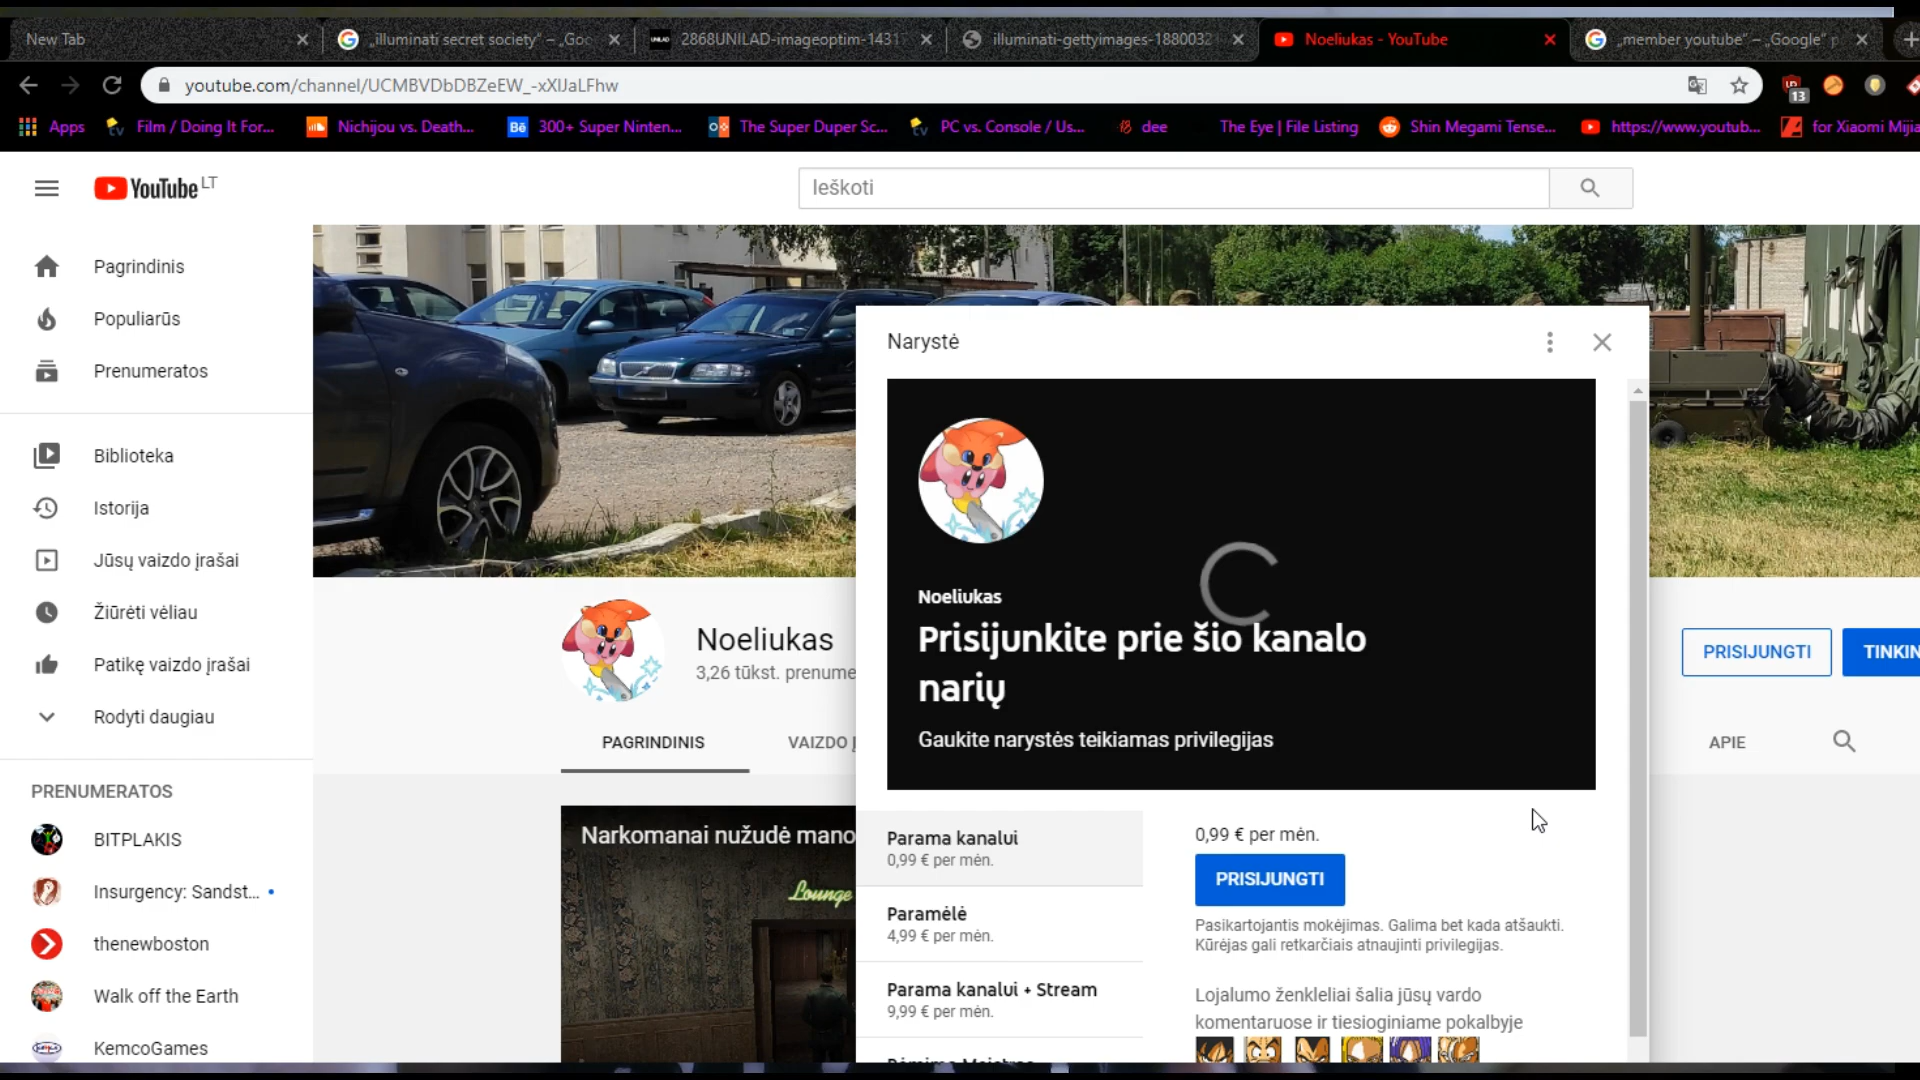 New Tab
„illuminati secret society“ – „Goo
2868UNILAD-imageoptim-1431
illuminati-gettyimages-1880032
Noeliukas - YouTube
„member youtube“ – „Google“ p
youtube.com/channel/UCMBVDbDBZeEW_-xXlJaLFhw
13
Apps
Film / Doing It For...
Nichijou vs. Death...
Bē 300+ Super Ninten...
The Super Duper Sc...
PC vs. Console / Us...
dee
The Eye | File Listing
Shin Megami Tense...
https://www.youtub...
for Xiaomi Mijia
YouTube LT
Ieškoti
Pagrindinis
Populiarūs
Prenumeratos
Biblioteka
Istorija
Jūsų vaizdo įrašai
Žiūrėti vėliau
Patikę vaizdo įrašai
Rodyti daugiau
PRENUMERATOS
BITPLAKIS
Insurgency: Sandst...
thenewboston
Walk off the Earth
KemcoGames
Noeliukas
3,26 tūkst. prenume
PRISIJUNGTI
TINKIN
PAGRINDINIS
VAIZDO Į
APIE
Narkomanai nužudė mano
Lounge
Narystė
Noeliukas
Prisijunkite prie šio kanalo
narių
Gaukite narystės teikiamas privilegijas
Parama kanalui
0,99 € per mėn.
Paramėlė
4,99 € per mėn.
Parama kanalui + Stream
9,99 € per mėn.
0,99 € per mėn.
PRISIJUNGTI
Pasikartojantis mokėjimas. Galima bet kada atšaukti.
Kūrėjas gali retkarčiais atnaujinti privilegijas.
Lojalumo ženkleliai šalia jūsų vardo
komentaruose ir tiesioginiame pokalbyje